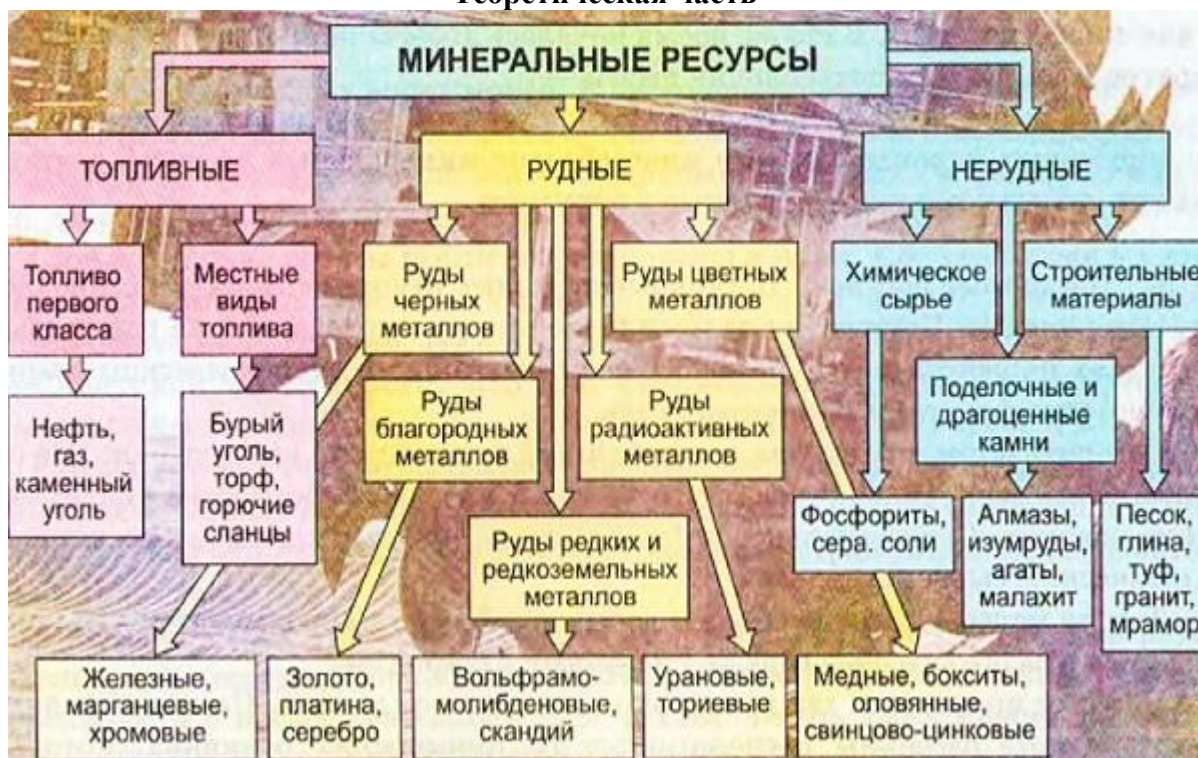 Теоретическая часть
МИНЕРАЛЬНЫЕ РЕСУРСЫ
ТОПЛИВНЫЕ
РУДНЫЕ
НЕРУДНЫЕ
Топливо
первого
класса
Местные
виды
топлива
Руды
черных
металлов
Руды цветных
металлов
Химическое
сырье
Строительные
материалы
Нефть,
газ,
каменный
уголь
Бурый
уголь,
торф,
горючие
сланцы
Руды
благородных
металлов
Руды
радиоактивных
металлов
Поделочные и
драгоценные
камни
Руды редких и
редкоземельных
металлов
Фосфориты,
сера. соли
Алмазы,
изумруды,
агаты,
малахит
Песок,
глина,
туф,
гранит,
мрамор
Железные,
марганцевые,
хромовые
Золото,
платина,
серебро
Вольфрамо-
молибденовые,
скандий
Урановые,
ториевые
Медные, бокситы,
оловянные,
свинцово-цинковые